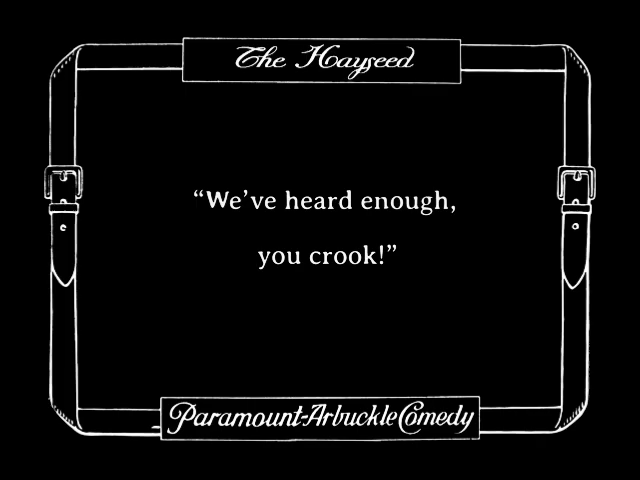 The Hayseed
“We’ve heard enough,
you crook!”
Paramount-Arbuckle Comedy